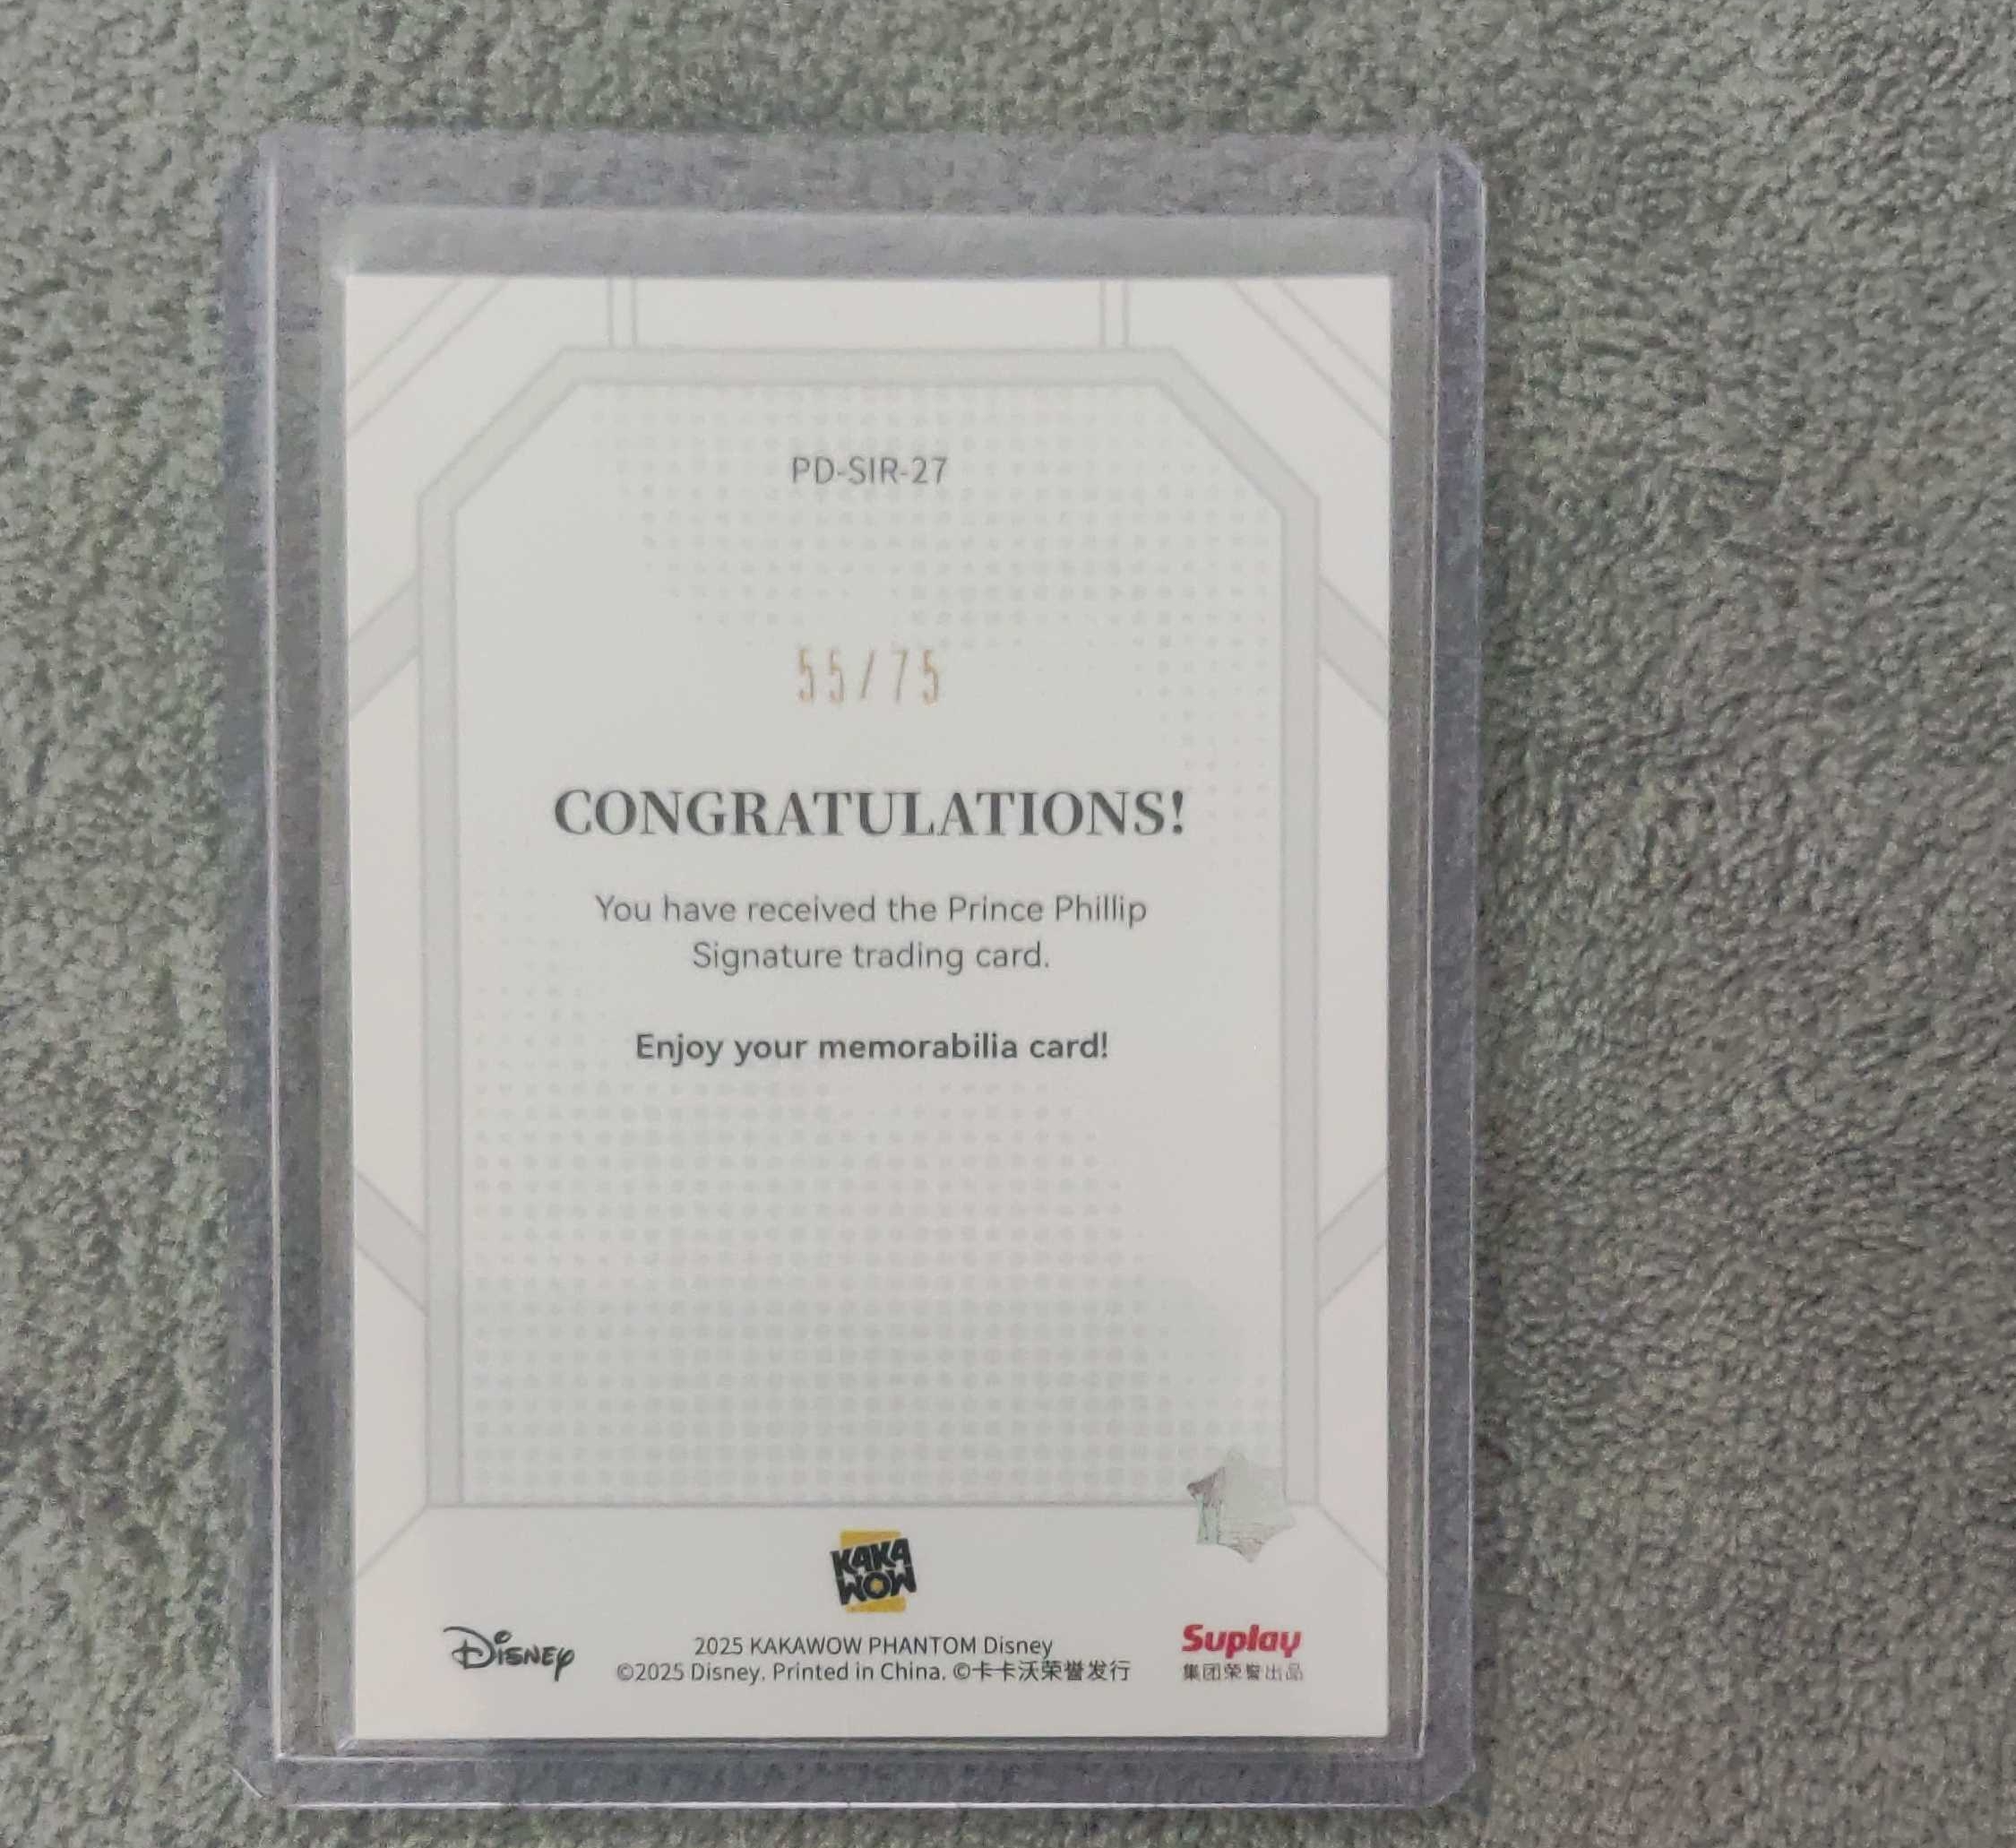 PD-SIR-27
55/75
CONGRATULATIONS!
You have received the Prince Phillip
Signature trading card.
Enjoy your memorabilia card!
KAKA
WOW
Disney
2025 KAKAWOW PHANTOM Disney
©2025 Disney. Printed in China. ©卡卡沃荣誉发行
Suplay
集团荣誉出品